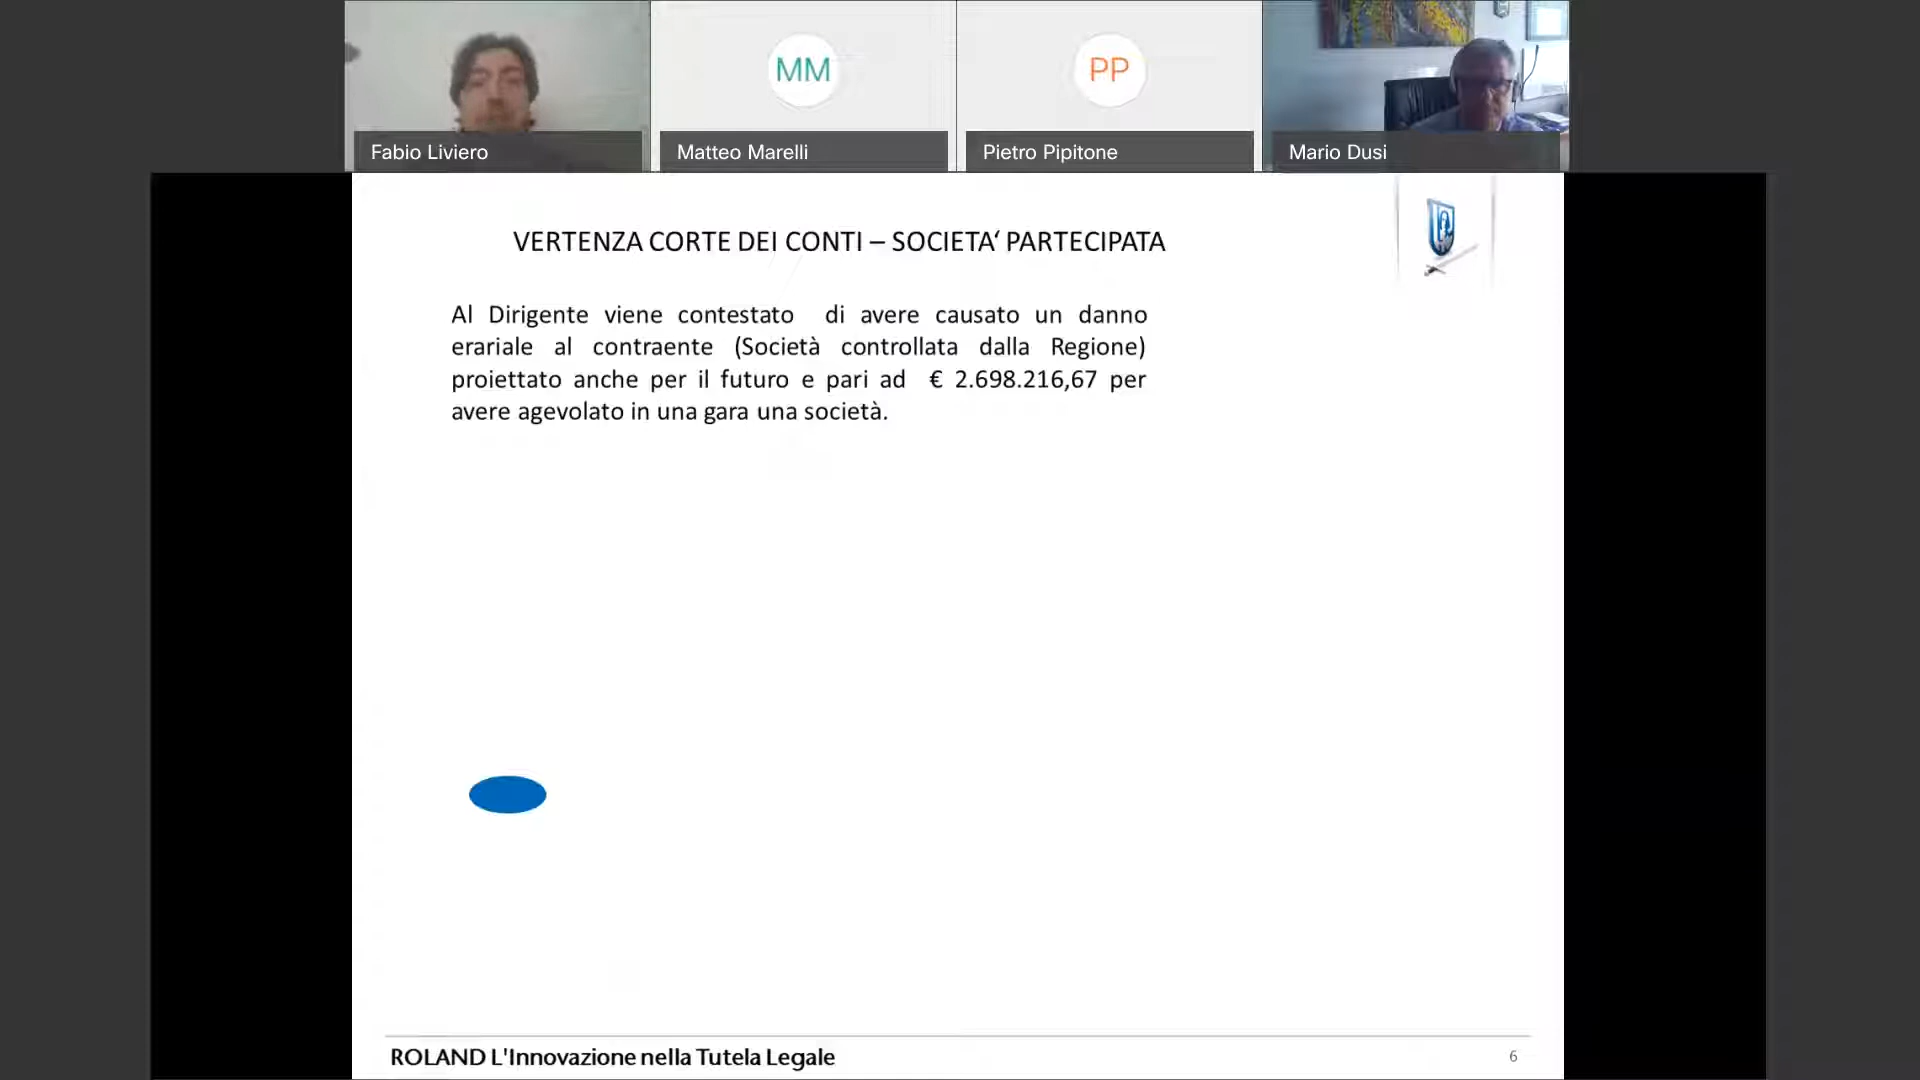 MM
PP
Fabio Liviero
Matteo Marelli
Pietro Pipitone
Mario Dusi
VERTENZA CORTE DEI CONTI – SOCIETA‘ PARTECIPATA
Al Dirigente viene contestato di avere causato un danno
erariale al contraente (Società controllata dalla Regione)
proiettato anche per il futuro e pari ad € 2.698.216,67 per
avere agevolato in una gara una società.
ROLAND L'Innovazione nella Tutela Legale
6